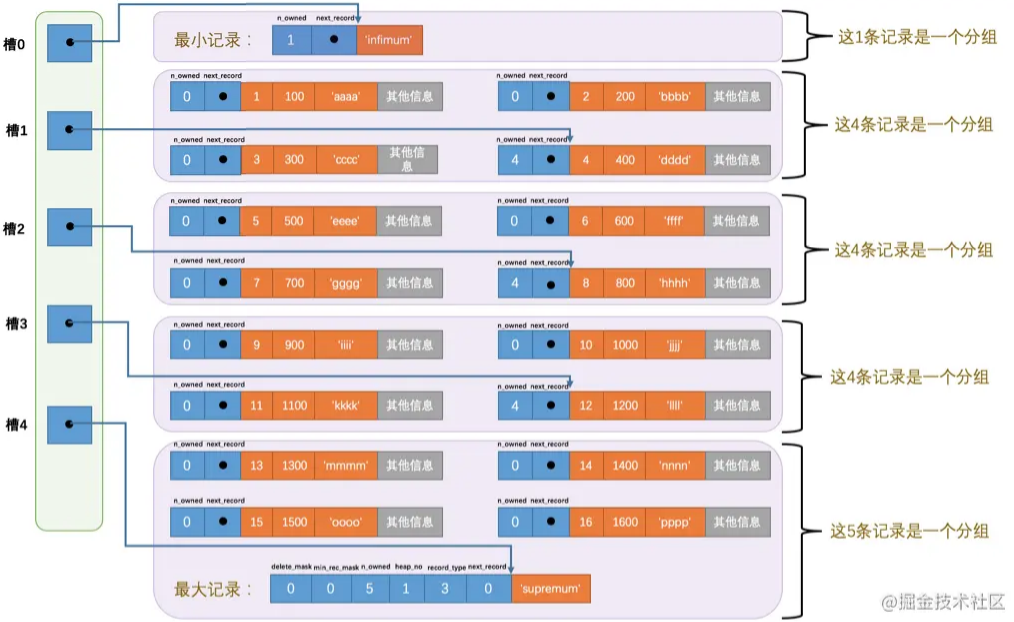 槽0
n_owned next_record
最小记录： 1 'infimum'
这1条记录是一个分组
n_owned next_record n_owned next_record
0 1 100 'aaaa' 其他信息 0 2 200 'bbbb' 其他信息
槽1
这4条记录是一个分组
n_owned next_record n_owned next_record
0 3 300 'cccc' 其他信
息 4 4 400 'dddd' 其他信息
n_owned next_record n_owned next_record
0 5 500 'eeee' 其他信息 0 6 600 'ffff' 其他信息
槽2
这4条记录是一个分组
n_owned next_record n_owned next_record
0 7 700 'gggg' 其他信息 4 8 800 'hhhh' 其他信息
槽3
n_owned next_record n_owned next_record
0 9 900 'iiii' 其他信息 0 10 1000 'jjjj' 其他信息
这4条记录是一个分组
n_owned next_record n_owned next_record
0 11 1100 'kkkk' 其他信息 4 12 1200 'llll' 其他信息
槽4
n_owned next_record n_owned next_record
0 13 1300 'mmmm' 其他信息 0 14 1400 'nnnn' 其他信息
n_owned next_record n_owned next_record
0 15 1500 'oooo' 其他信息 0 16 1600 'pppp' 其他信息
这5条记录是一个分组
delete_mask min_rec_mask n_owned heap_no record_type next_record
最大记录： 0 0 5 1 3 0 'supremum'
@掘金技术社区